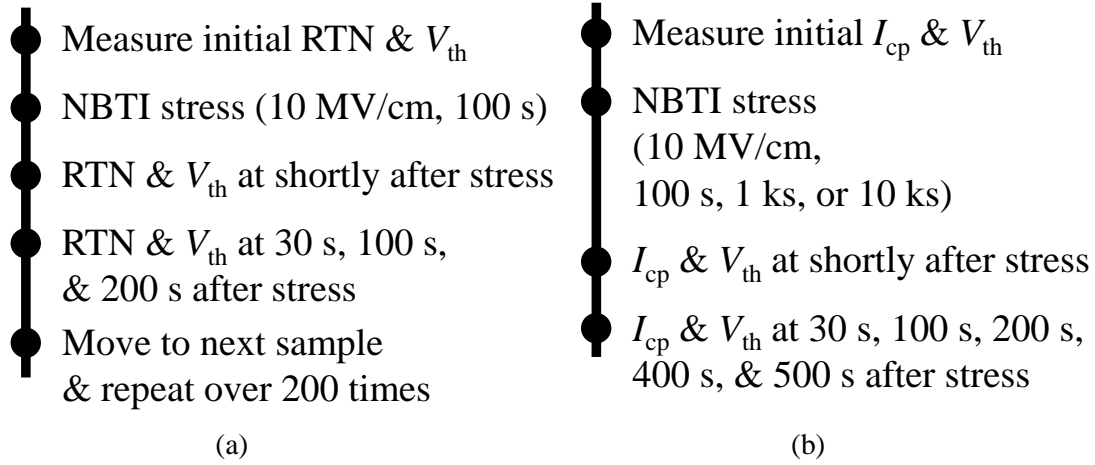 Measure initial RTN & Vth
NBTI stress (10 MV/cm, 100 s)
RTN & Vth at shortly after stress
RTN & Vth at 30 s, 100 s,
& 200 s after stress
Move to next sample
& repeat over 200 times
(a)
Measure initial Icp & Vth
NBTI stress
(10 MV/cm,
100 s, 1 ks, or 10 ks)
Icp & Vth at shortly after stress
Icp & Vth at 30 s, 100 s, 200 s,
400 s, & 500 s after stress
(b)